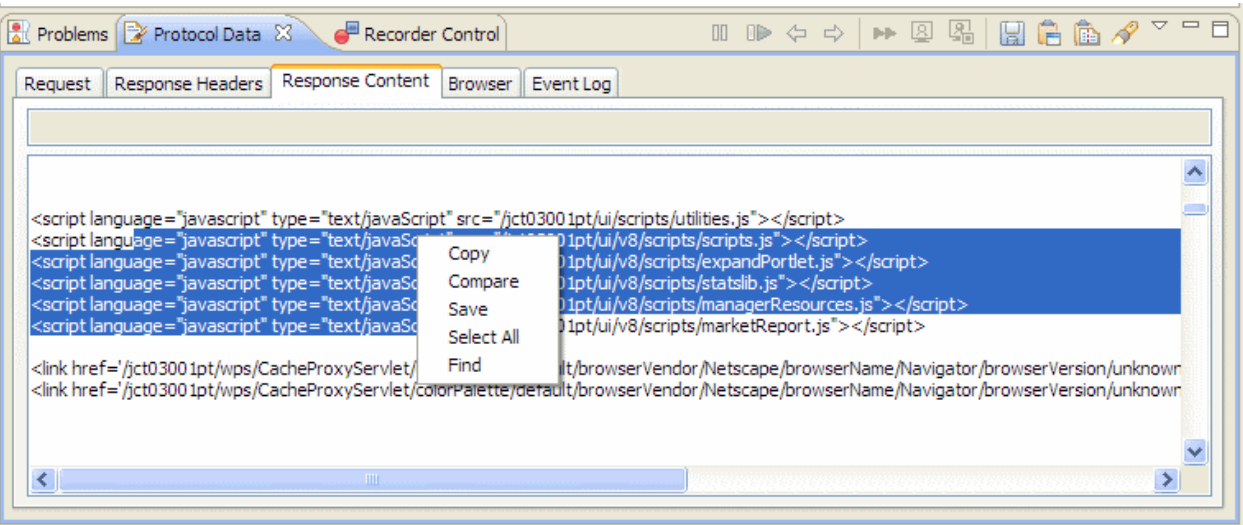 Problems Protocol Data Recorder Control
Request Response Headers Response Content Browser Event Log
<script language="javascript" type="text/javaScript" src="/jct03001pt/ui/scripts/utilities.js"></script>
<script language="javascript" type="text/javaSc 1pt/ui/v8/scripts/scripts.js"></script>
<script language="javascript" type="text/javaSc 1pt/ui/v8/scripts/expandPortlet.js"></script>
<script language="javascript" type="text/javaSc 1pt/ui/v8/scripts/statslib.js"></script>
<script language="javascript" type="text/javaSc 1pt/ui/v8/scripts/managerResources.js"></script>
<script language="javascript" type="text/javaSc 1pt/ui/v8/scripts/marketReport.js"></script>
<link href='/jct03001pt/wps/CacheProxyServlet/ lt/browserVendor/Netscape/browserName/Navigator/browserVersion/unknown
<link href='/jct03001pt/wps/CacheProxyServlet/colorPalette/default/browserVendor/Netscape/browserName/Navigator/browserVersion/unknown
Copy
Compare
Save
Select All
Find